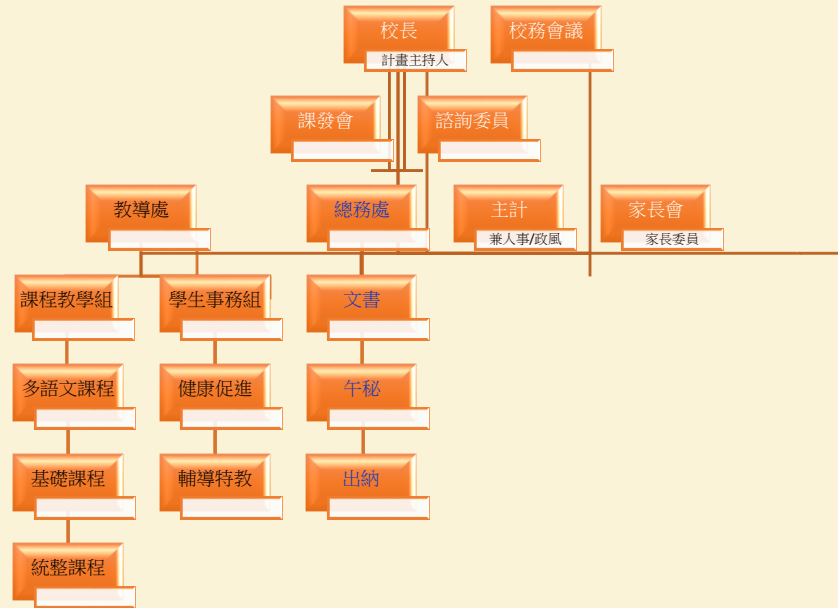 校長
計畫主持人
校務會議
課發會
諮詢委員
教導處
總務處
主計
兼人事/政風
家長會
家長委員
課程教學組
學生事務組
文書
多語文課程
健康促進
午秘
基礎課程
輔導特教
出納
統整課程